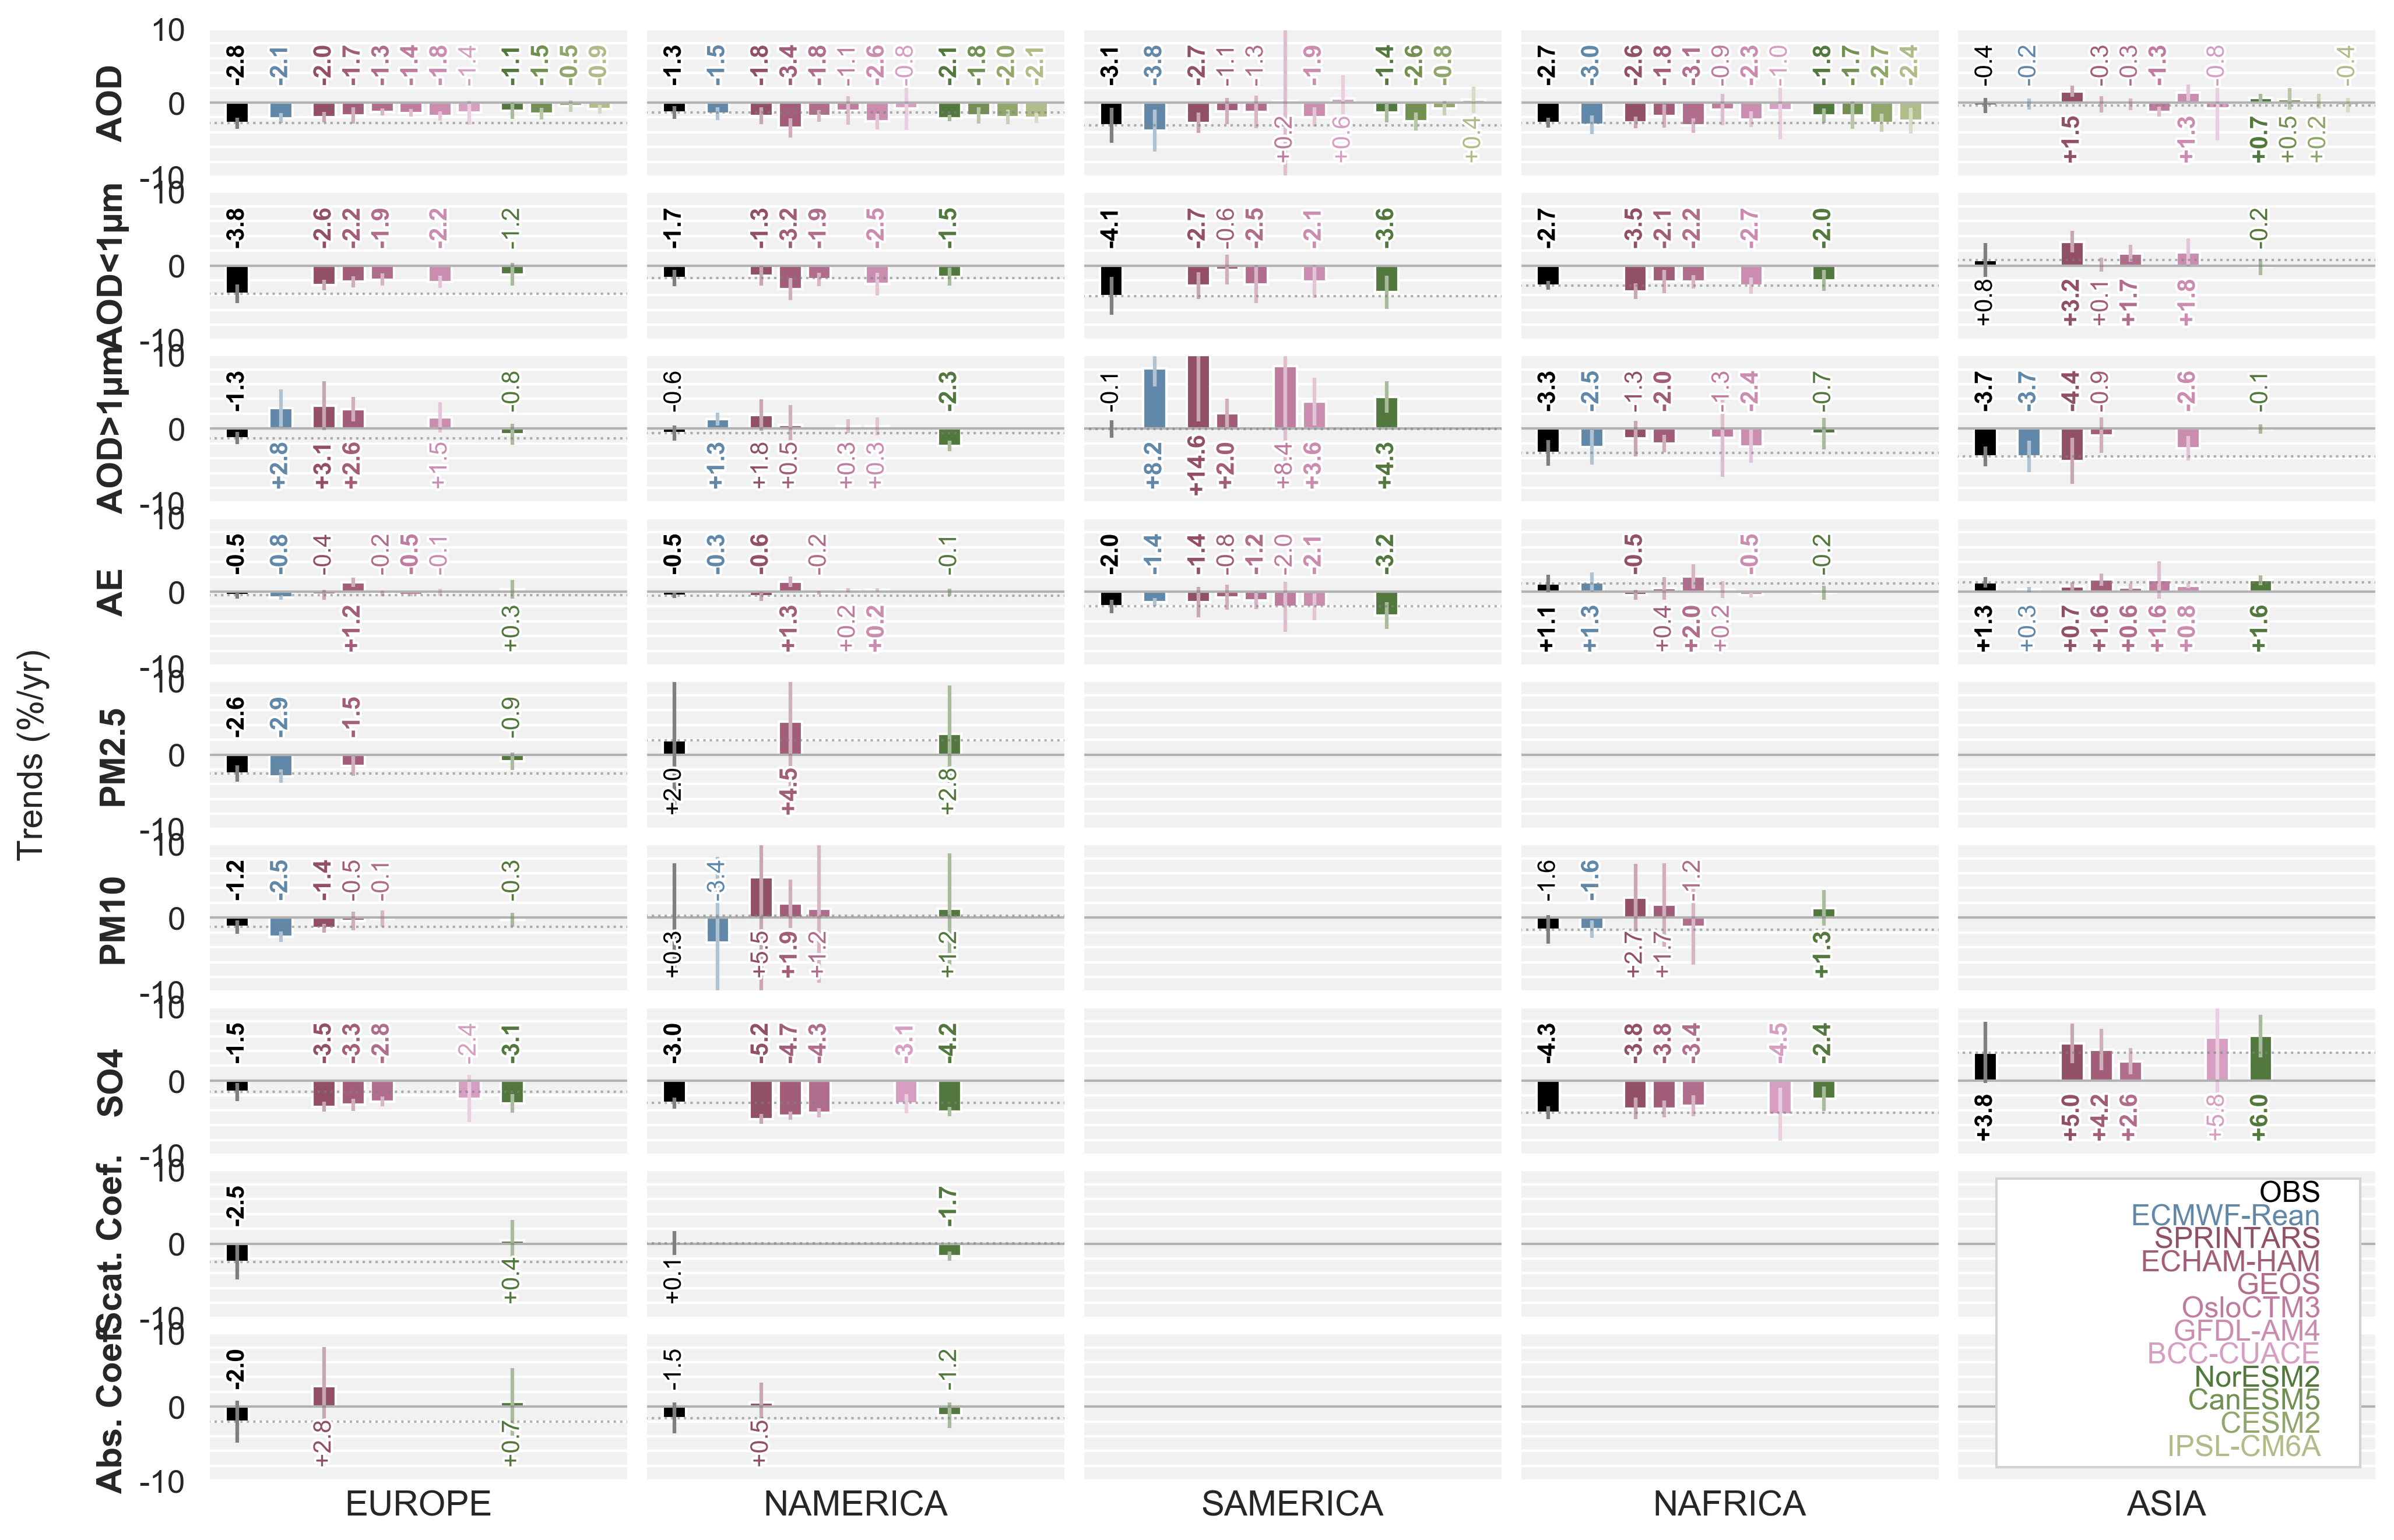 Trends (%/yr)
AOD
10
0
-10
-2.8 -2.1 -2.0 -1.7 -1.3 -1.4 -1.8 -1.4 -1.1 -1.5 -0.5 -0.9
-1.3 -1.5 -1.8 -3.4 -1.8 -1.1 -2.6 -0.8 -2.1 -1.8 -2.0 -2.1
-3.1 -3.8 -2.7 -1.1 -1.3 +0.2 -1.9 +0.6 -1.4 -2.6 -0.8 +0.4
-2.7 -3.0 -2.6 -1.8 -3.1 -0.9 -2.3 -1.0 -1.8 -1.7 -2.7 -2.4
-0.4 -0.2 +1.5 -0.3 -0.3 -1.3 +1.3 -0.8 +0.7 +0.5 +0.2 -0.4
AOD<1µm
10
0
-10
-3.8 -2.6 -2.2 -1.9 -2.2 -1.2
-1.7 -1.3 -3.2 -1.9 -2.5 -1.5
-4.1 -2.7 -0.6 -2.5 -2.1 -3.6
-2.7 -3.5 -2.1 -2.2 -2.7 -2.0
+0.8 +3.2 +0.1 +1.7 +1.8 -0.2
AOD>1µm
10
0
-10
-1.3 +2.8 +3.1 +2.6 +1.5 -0.8
-0.6 +1.3 +1.8 +0.5 +0.3 +0.3 -2.3
-0.1 +8.2 +14.6 +2.0 +8.4 +3.6 +4.3
-3.3 -2.5 -1.3 -2.0 -1.3 -2.4 -0.7
-3.7 -3.7 -4.4 -0.9 -2.6 -0.1
AE
10
0
-10
-0.5 -0.8 -0.4 +1.2 -0.2 -0.5 -0.1 +0.3
-0.5 -0.3 -0.6 +1.3 -0.2 +0.2 +0.2 -0.1
-2.0 -1.4 -1.4 -0.8 -1.2 -2.0 -2.1 -3.2
+1.1 +1.3 -0.5 +0.4 +2.0 +0.2 -0.5 -0.2
+1.3 +0.3 +0.7 +1.6 +0.6 +1.6 +0.8 +1.6
PM2.5
10
0
-10
-2.6 -2.9 -1.5 -0.9
+2.0 +4.5 +2.8
PM10
10
0
-10
-1.2 -2.5 -1.4 -0.5 -0.1 -0.3
+0.3 -3.4 +5.5 +1.9 +1.2 +1.2
-1.6 -1.6 +2.7 +1.7 -1.2 +1.3
SO4
10
0
-10
-1.5 -3.5 -3.3 -2.8 -2.4 -3.1
-3.0 -5.2 -4.7 -4.3 -3.1 -4.2
-4.3 -3.8 -3.8 -3.4 -4.5 -2.4
+3.8 +5.0 +4.2 +2.6 +5.8 +6.0
Scat. Coef.
10
0
-10
-2.5 +0.4
+0.1 -1.7
Abs. Coef.
10
0
-10
-2.0 +2.8 +0.7
-1.5 +0.5 -1.2
OBS
ECMWF-Rean
SPRINTARS
ECHAM-HAM
GEOS
OsloCTM3
GFDL-AM4
BCC-CUACE
NorESM2
CanESM5
CESM2
IPSL-CM6A
EUROPE NAMERICA SAMERICA NAFRICA ASIA